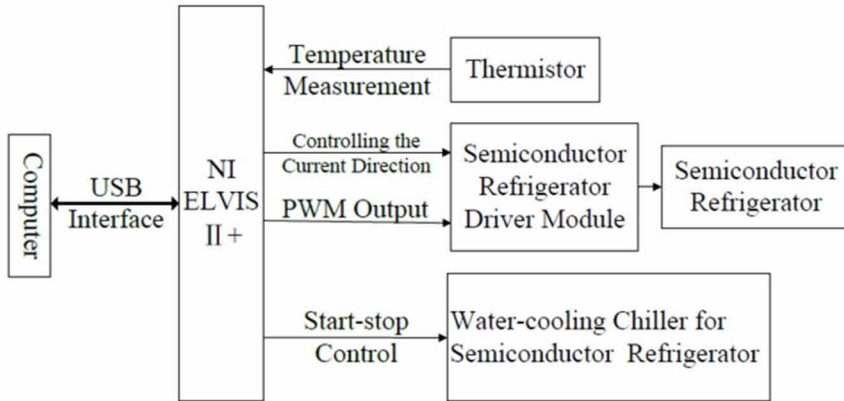 Computer
USB
Interface
NI
ELVIS
II +
Temperature
Measurement
Thermistor
Controlling the
Current Direction
PWM Output
Semiconductor
Refrigerator
Driver Module
Semiconductor
Refrigerator
Start-stop
Control
Water-cooling Chiller for
Semiconductor Refrigerator